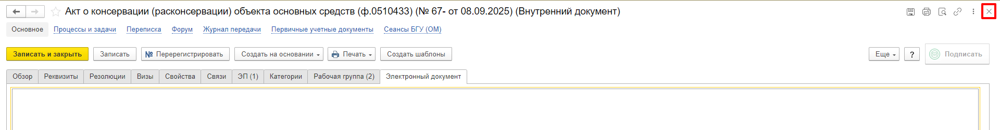 Акт о консервации (расконсервации) объекта основных средств (ф.0510433) (№ 67- от 08.09.2025) (Внутренний документ)
Основное Процессы и задачи Переписка Форум Журнал передачи Первичные учетные документы Сеансы БГУ (ОМ)
Записать и закрыть Записать № Перерегистрировать Создать на основании Печать Создать шаблоны Еще ? Подписать
Обзор Реквизиты Резолюции Визы Свойства Связи ЭП (1) Категории Рабочая группа (2) Электронный документ